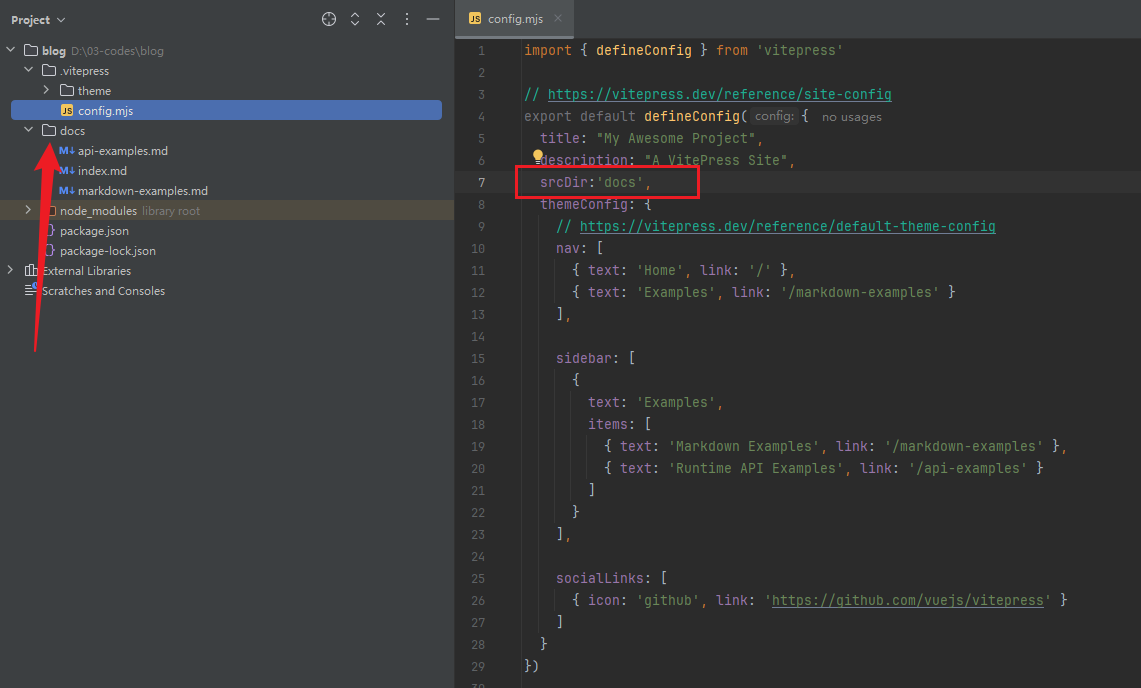 Project
blog D:\03-codes\blog
.vitepress
theme
JS config.mjs
docs
M↓ api-examples.md
M↓ index.md
M↓ markdown-examples.md
node_modules library root
package.json
package-lock.json
External Libraries
Scratches and Consoles
JS config.mjs
1 import { defineConfig } from 'vitepress'
2
3 // https://vitepress.dev/reference/site-config
4 export default defineConfig( config: { no usages
5 title: "My Awesome Project",
6 description: "A VitePress Site",
7 srcDir:'docs',
8 themeConfig: {
9 // https://vitepress.dev/reference/default-theme-config
10 nav: [
11 { text: 'Home', link: '/' },
12 { text: 'Examples', link: '/markdown-examples' }
13 ],
14
15 sidebar: [
16 {
17 text: 'Examples',
18 items: [
19 { text: 'Markdown Examples', link: '/markdown-examples' },
20 { text: 'Runtime API Examples', link: '/api-examples' }
21 ]
22 }
23 ],
24
25 socialLinks: [
26 { icon: 'github', link: 'https://github.com/vuejs/vitepress' }
27 ]
28 }
29 })
30